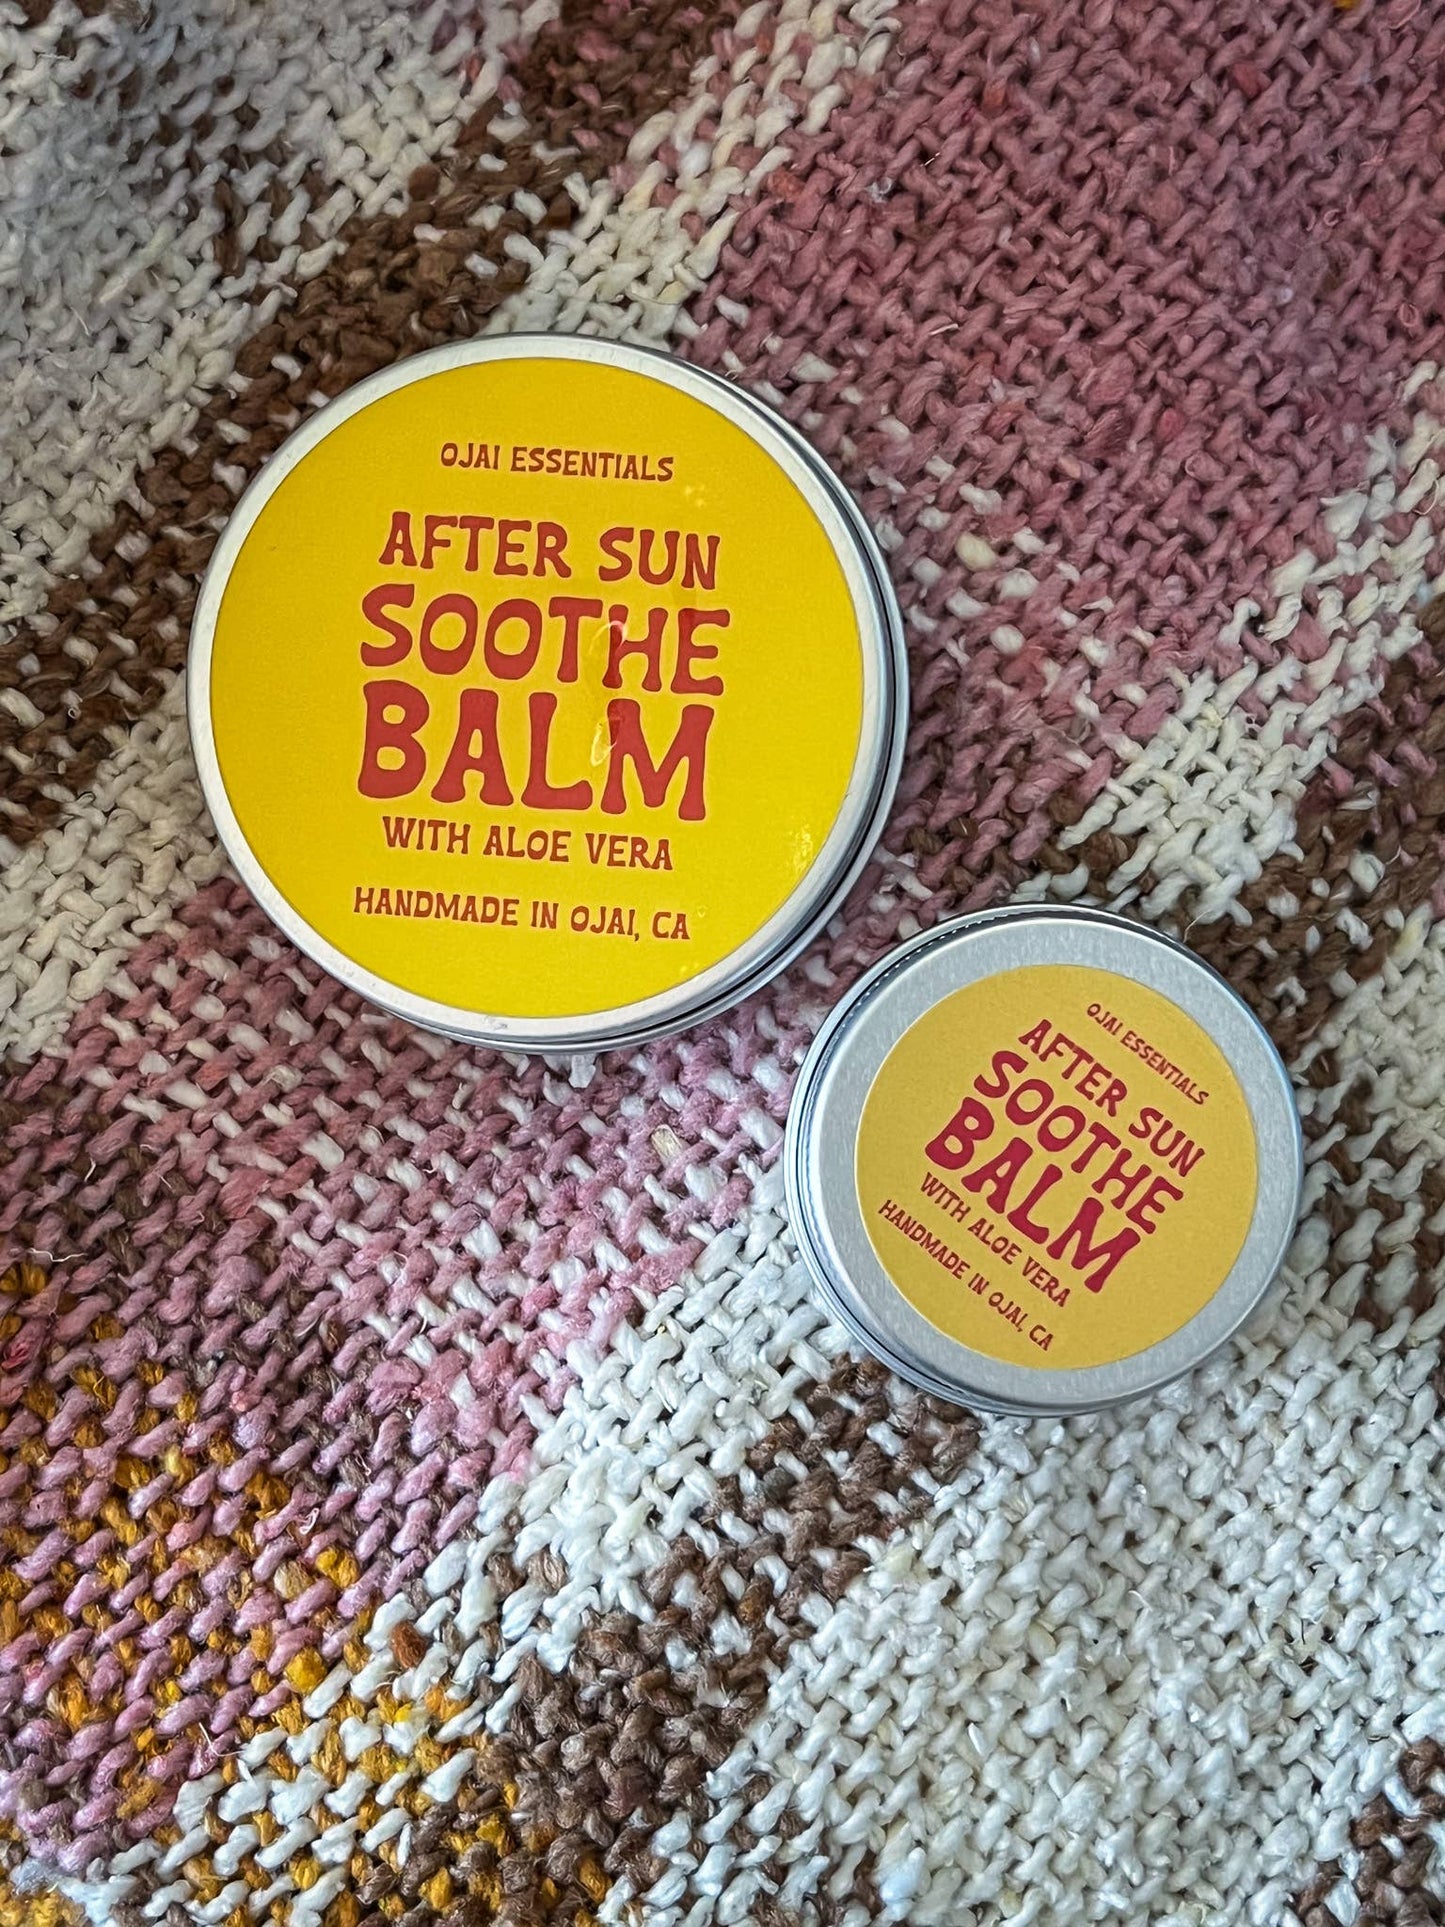 OJAI ESSENTIALS
AFTER SUN
SOOTHE
BALM
WITH ALOE VERA
HANDMADE IN OJAI, CA
OJAI ESSENTIALS
AFTER SUN
SOOTHE
BALM
WITH ALOE VERA
HANDMADE IN OJAI, CA